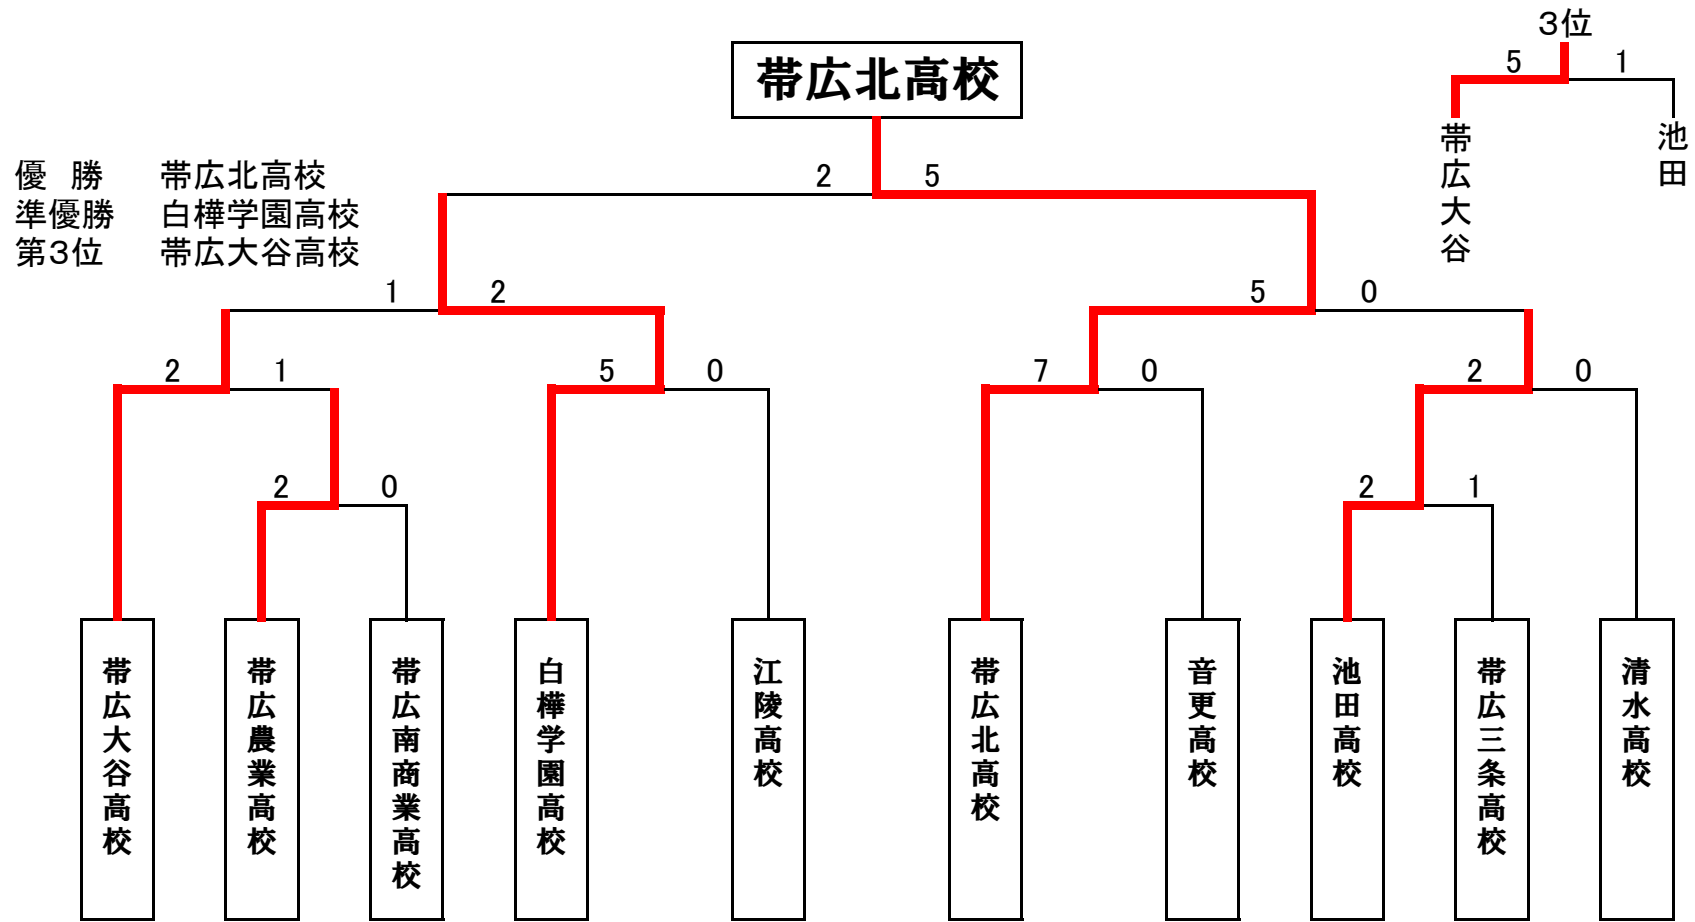 3位
帯広北高校
5 1
帯広大谷
池田
優 勝 帯広北高校
準優勝 白樺学園高校
第3位 帯広大谷高校
2 5
1 2 5 0
2 1 5 0 7 0 2 0
2 0 2 1
帯広大谷高校
帯広農業高校
帯広南商業高校
白樺学園高校
江陵高校
帯広北高校
音更高校
池田高校
帯広三条高校
清水高校